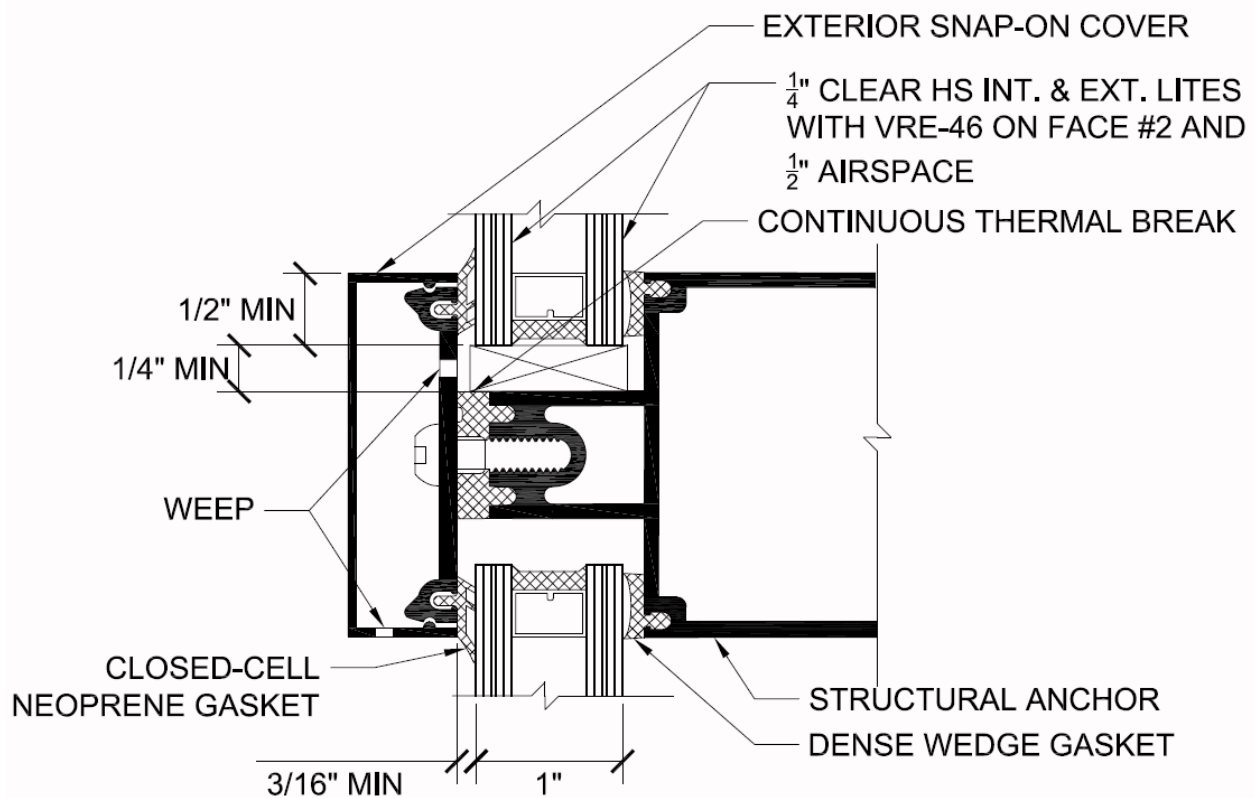 EXTERIOR SNAP-ON COVER
1/4" CLEAR HS INT. & EXT. LITES
WITH VRE-46 ON FACE #2 AND
1/2" AIRSPACE
CONTINUOUS THERMAL BREAK
1/2" MIN
1/4" MIN
WEEP
CLOSED-CELL
NEOPRENE GASKET
STRUCTURAL ANCHOR
DENSE WEDGE GASKET
3/16" MIN
1"